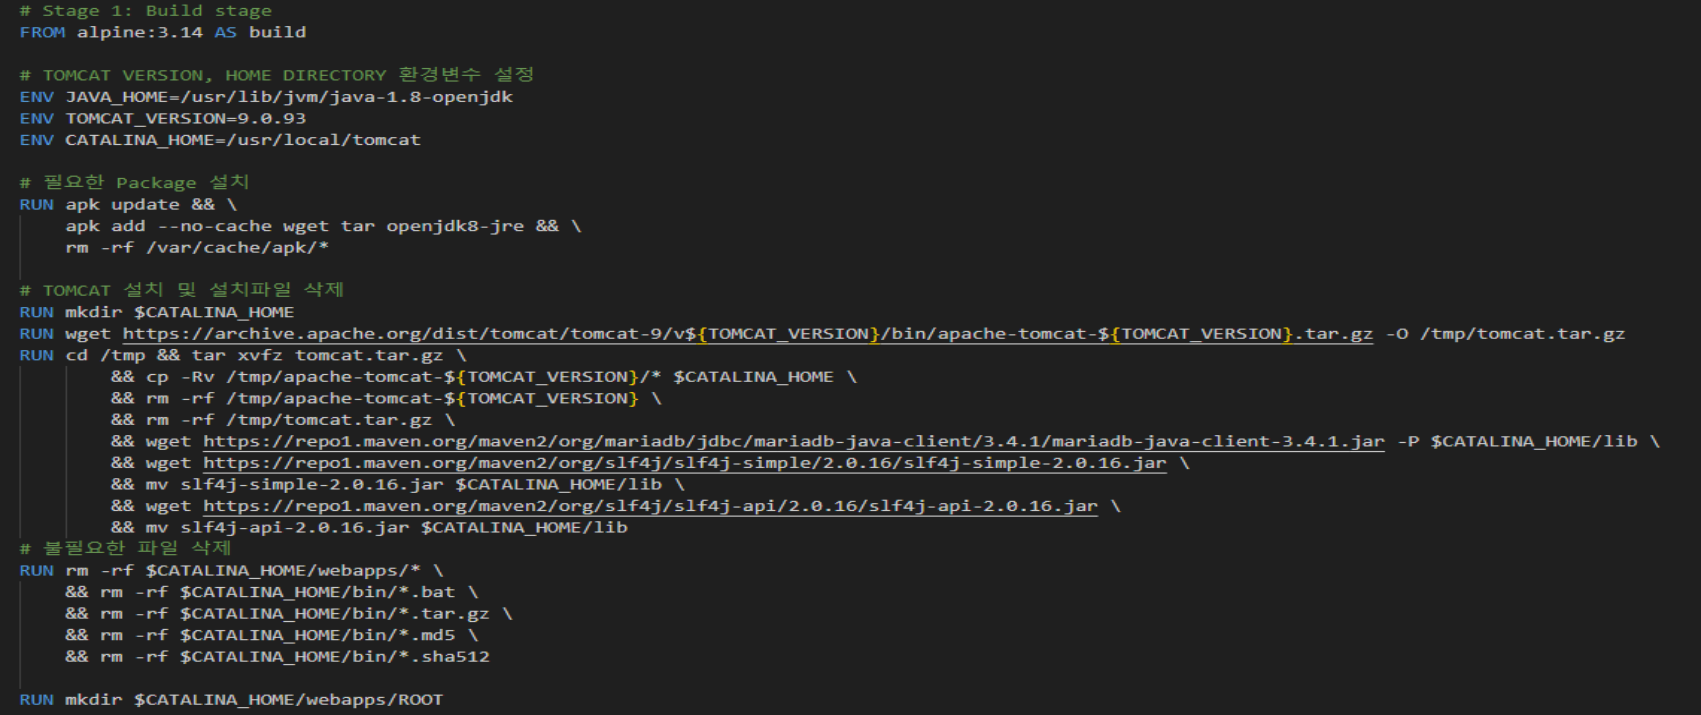 # Stage 1: Build stage
FROM alpine:3.14 AS build
# TOMCAT VERSION, HOME DIRECTORY 환경변수 설정
ENV JAVA_HOME=/usr/lib/jvm/java-1.8-openjdk
ENV TOMCAT_VERSION=9.0.93
ENV CATALINA_HOME=/usr/local/tomcat
# 필요한 Package 설치
RUN apk update && \
apk add --no-cache wget tar openjdk8-jre && \
rm -rf /var/cache/apk/*
# TOMCAT 설치 및 설치파일 삭제
RUN mkdir $CATALINA_HOME
RUN wget https://archive.apache.org/dist/tomcat/tomcat-9/v${TOMCAT_VERSION}/bin/apache-tomcat-${TOMCAT_VERSION}.tar.gz -O /tmp/tomcat.tar.gz
RUN cd /tmp && tar xvfz tomcat.tar.gz \
&& cp -Rv /tmp/apache-tomcat-${TOMCAT_VERSION}/* $CATALINA_HOME \
&& rm -rf /tmp/apache-tomcat-${TOMCAT_VERSION} \
&& rm -rf /tmp/tomcat.tar.gz \
&& wget https://repo1.maven.org/maven2/org/mariadb/jdbc/mariadb-java-client/3.4.1/mariadb-java-client-3.4.1.jar -P $CATALINA_HOME/lib \
&& wget https://repo1.maven.org/maven2/org/slf4j/slf4j-simple/2.0.16/slf4j-simple-2.0.16.jar \
&& mv slf4j-simple-2.0.16.jar $CATALINA_HOME/lib \
&& wget https://repo1.maven.org/maven2/org/slf4j/slf4j-api/2.0.16/slf4j-api-2.0.16.jar \
&& mv slf4j-api-2.0.16.jar $CATALINA_HOME/lib
# 불필요한 파일 삭제
RUN rm -rf $CATALINA_HOME/webapps/* \
&& rm -rf $CATALINA_HOME/bin/*.bat \
&& rm -rf $CATALINA_HOME/bin/*.tar.gz \
&& rm -rf $CATALINA_HOME/bin/*.md5 \
&& rm -rf $CATALINA_HOME/bin/*.sha512
RUN mkdir $CATALINA_HOME/webapps/ROOT